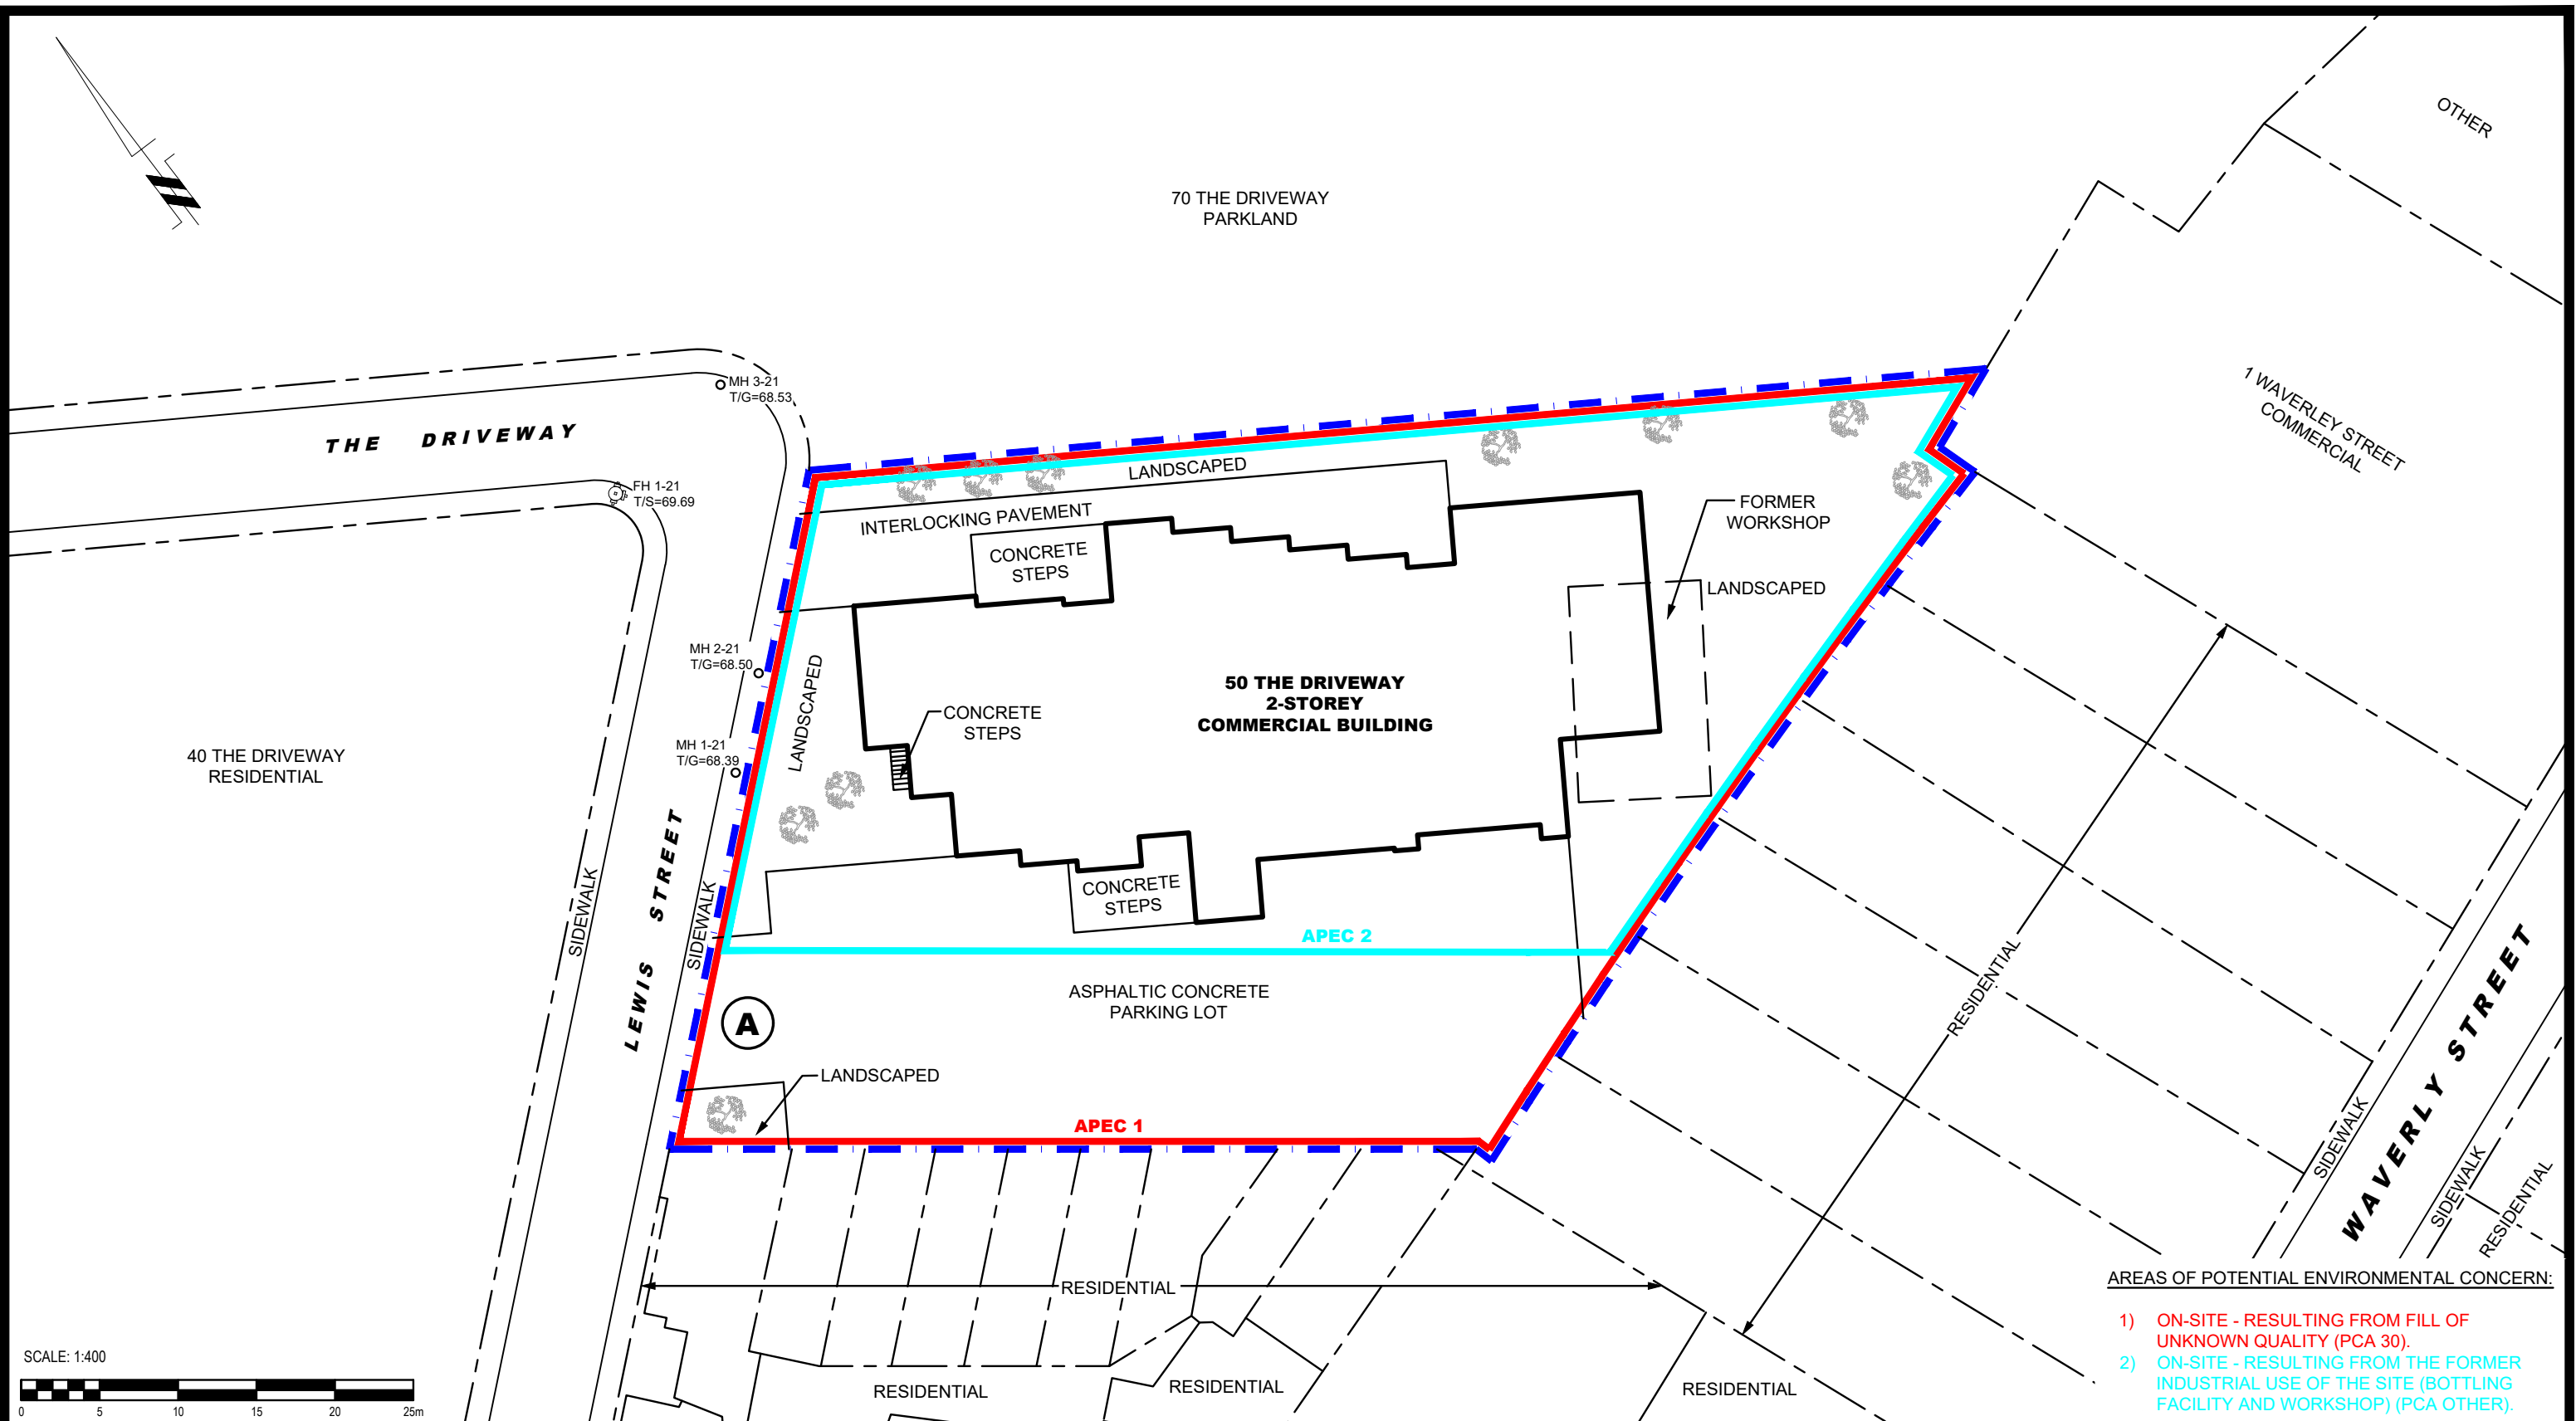 OTHER
70 THE DRIVEWAY
PARKLAND
1 WAVERLEY STREET
COMMERCIAL
MH 3-21
T/G=68.53
THE DRIVEWAY
FH 1-21
T/S=69.69
LANDSCAPED
INTERLOCKING PAVEMENT
CONCRETE
STEPS
FORMER
WORKSHOP
LANDSCAPED
MH 2-21
T/G=68.50
LANDSCAPED
50 THE DRIVEWAY
2-STOREY
COMMERCIAL BUILDING
CONCRETE
STEPS
MH 1-21
T/G=68.39
40 THE DRIVEWAY
RESIDENTIAL
LEWIS STREET
SIDEWALK
SIDEWALK
CONCRETE
STEPS
APEC 2
ASPHALTIC CONCRETE
PARKING LOT
A
RESIDENTIAL
LANDSCAPED
APEC 1
WAVERLY STREET
SIDEWALK
SIDEWALK
RESIDENTIAL
RESIDENTIAL
RESIDENTIAL
RESIDENTIAL
RESIDENTIAL
AREAS OF POTENTIAL ENVIRONMENTAL CONCERN:
1) ON-SITE - RESULTING FROM FILL OF
UNKNOWN QUALITY (PCA 30).
2) ON-SITE - RESULTING FROM THE FORMER
INDUSTRIAL USE OF THE SITE (BOTTLING
FACILITY AND WORKSHOP) (PCA OTHER).
SCALE: 1:400
0 5 10 15 20 25m